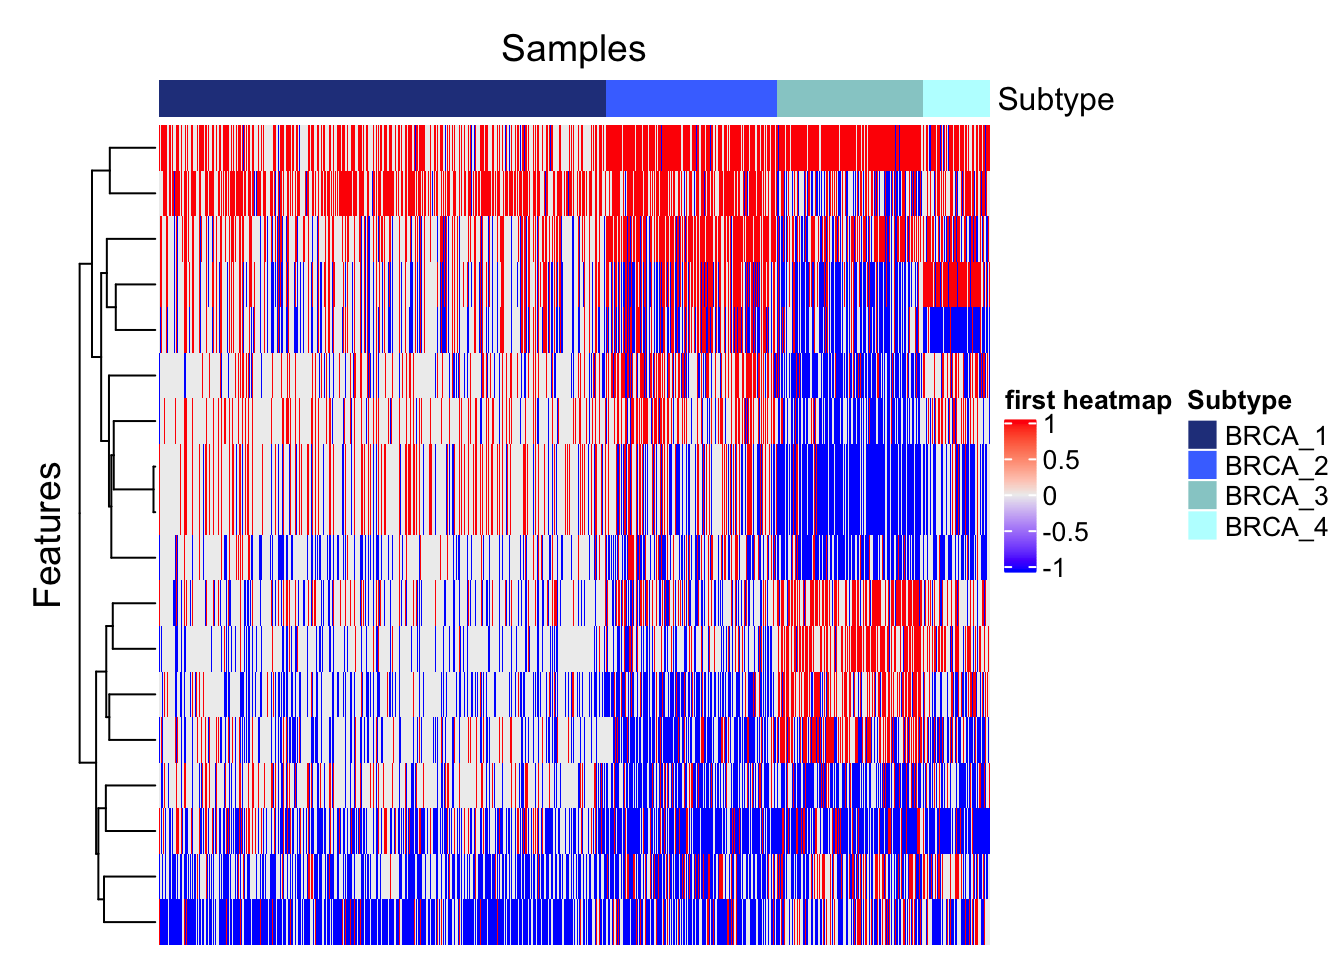 Samples
Subtype
Features
first heatmap
1
0.5
0
-0.5
-1
Subtype
BRCA_1
BRCA_2
BRCA_3
BRCA_4